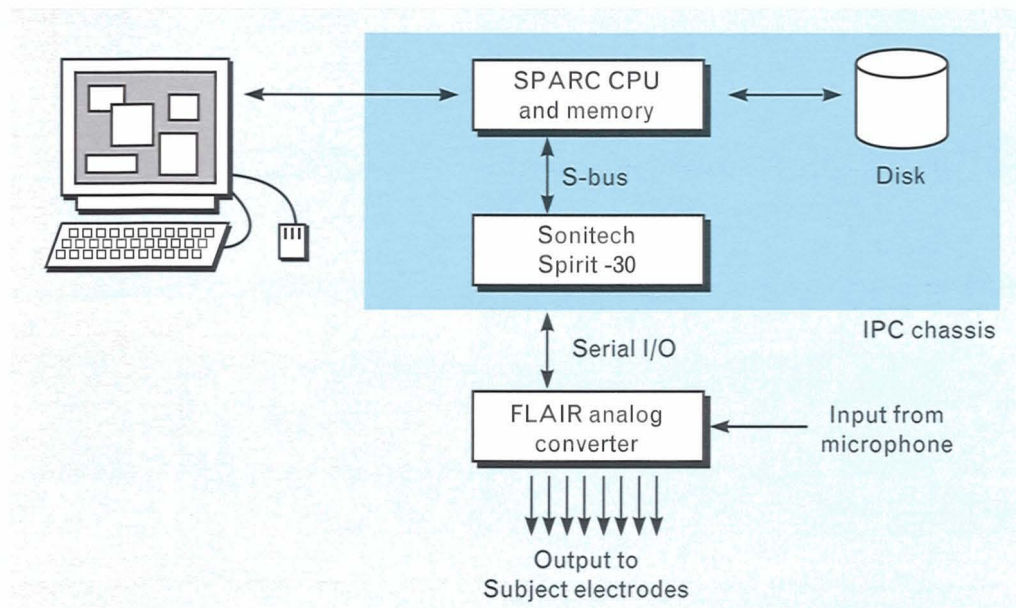 SPARC CPU
and memory
Disk
S-bus
Sonitech
Spirit -30
IPC chassis
Serial I/O
FLAIR analog
converter
Input from
microphone
Output to
Subject electrodes